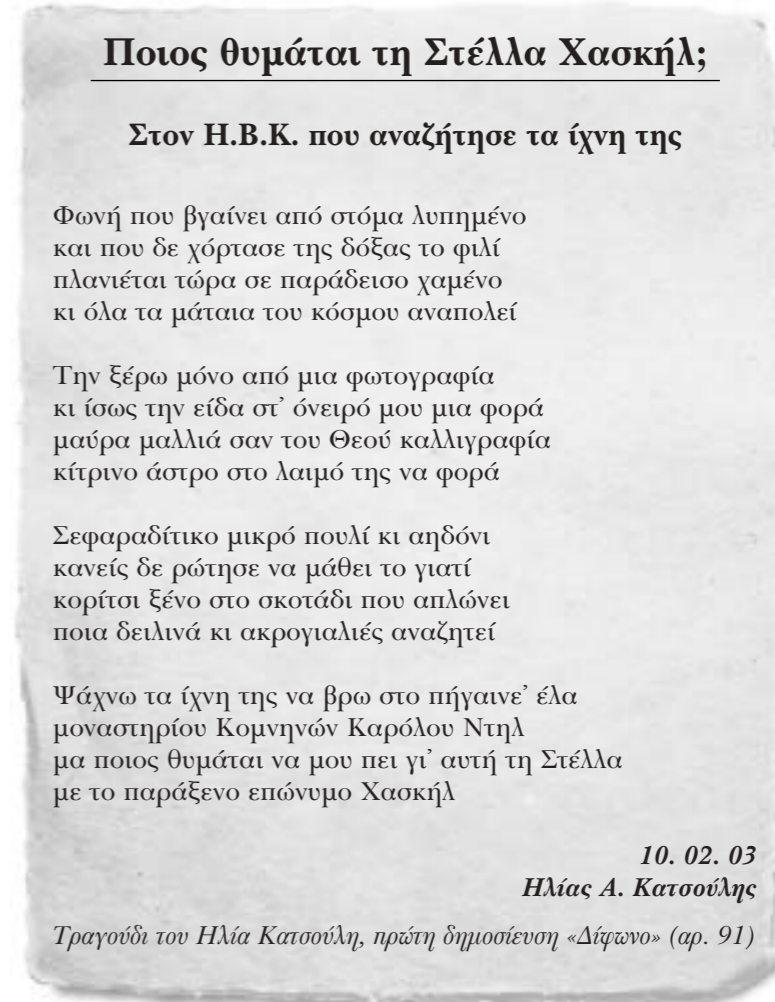 Ποιος θυμάται τη Στέλλα Χασκήλ;
Στον Η.Β.Κ. που αναζήτησε τα ίχνη της
Φωνή που βγαίνει από στόμα λυπημένο
και που δε χόρτασε της δόξας το φιλί
πλανιέται τώρα σε παράδεισο χαμένο
κι όλα τα μάταια του κόσμου αναπολεί
Την ξέρω μόνο από μια φωτογραφία
κι ίσως την είδα στ’ όνειρό μου μια φορά
μαύρα μαλλιά σαν του Θεού καλλιγραφία
κίτρινο άστρο στο λαιμό της να φορά
Σεφαραδίτικο μικρό πουλί κι αηδόνι
κανείς δε ρώτησε να μάθει το γιατί
κορίτσι ξένο στο σκοτάδι που απλώνει
ποια δειλινά κι ακρογιαλιές αναζητεί
Ψάχνω τα ίχνη της να βρω στο πήγαινε’ έλα
μοναστηρίου Κομνηνών Καρόλου Ντηλ
μα ποιος θυμάται να μου πει γι’ αυτή τη Στέλλα
με το παράξενο επώνυμο Χασκήλ
10. 02. 03
Ηλίας Α. Κατσούλης
Τραγούδι του Ηλία Κατσούλη, πρώτη δημοσίευση «Δίφωνο» (αρ. 91)